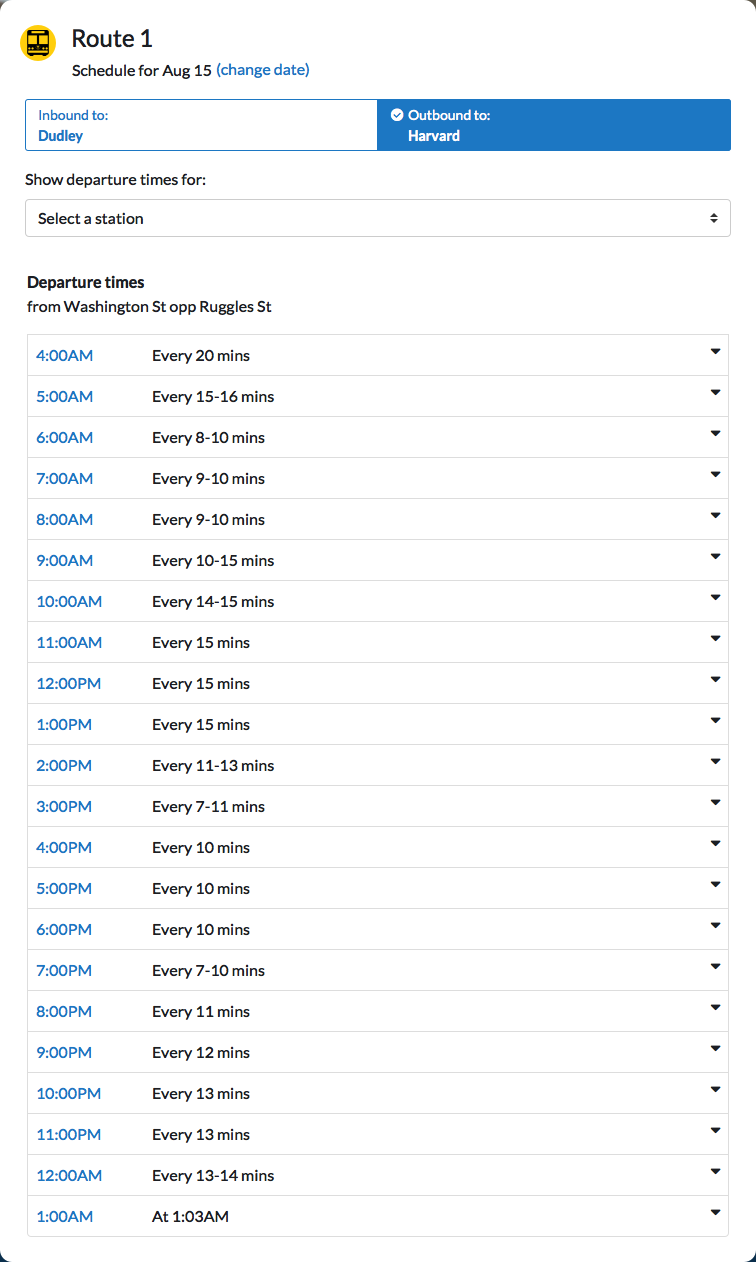 Route 1
Schedule for Aug 15 (change date)
Inbound to:
Dudley
Outbound to:
Harvard
Show departure times for:
Select a station
Departure times
from Washington St opp Ruggles St
4:00AM Every 20 mins
5:00AM Every 15-16 mins
6:00AM Every 8-10 mins
7:00AM Every 9-10 mins
8:00AM Every 9-10 mins
9:00AM Every 10-15 mins
10:00AM Every 14-15 mins
11:00AM Every 15 mins
12:00PM Every 15 mins
1:00PM Every 15 mins
2:00PM Every 11-13 mins
3:00PM Every 7-11 mins
4:00PM Every 10 mins
5:00PM Every 10 mins
6:00PM Every 10 mins
7:00PM Every 7-10 mins
8:00PM Every 11 mins
9:00PM Every 12 mins
10:00PM Every 13 mins
11:00PM Every 13 mins
12:00AM Every 13-14 mins
1:00AM At 1:03AM